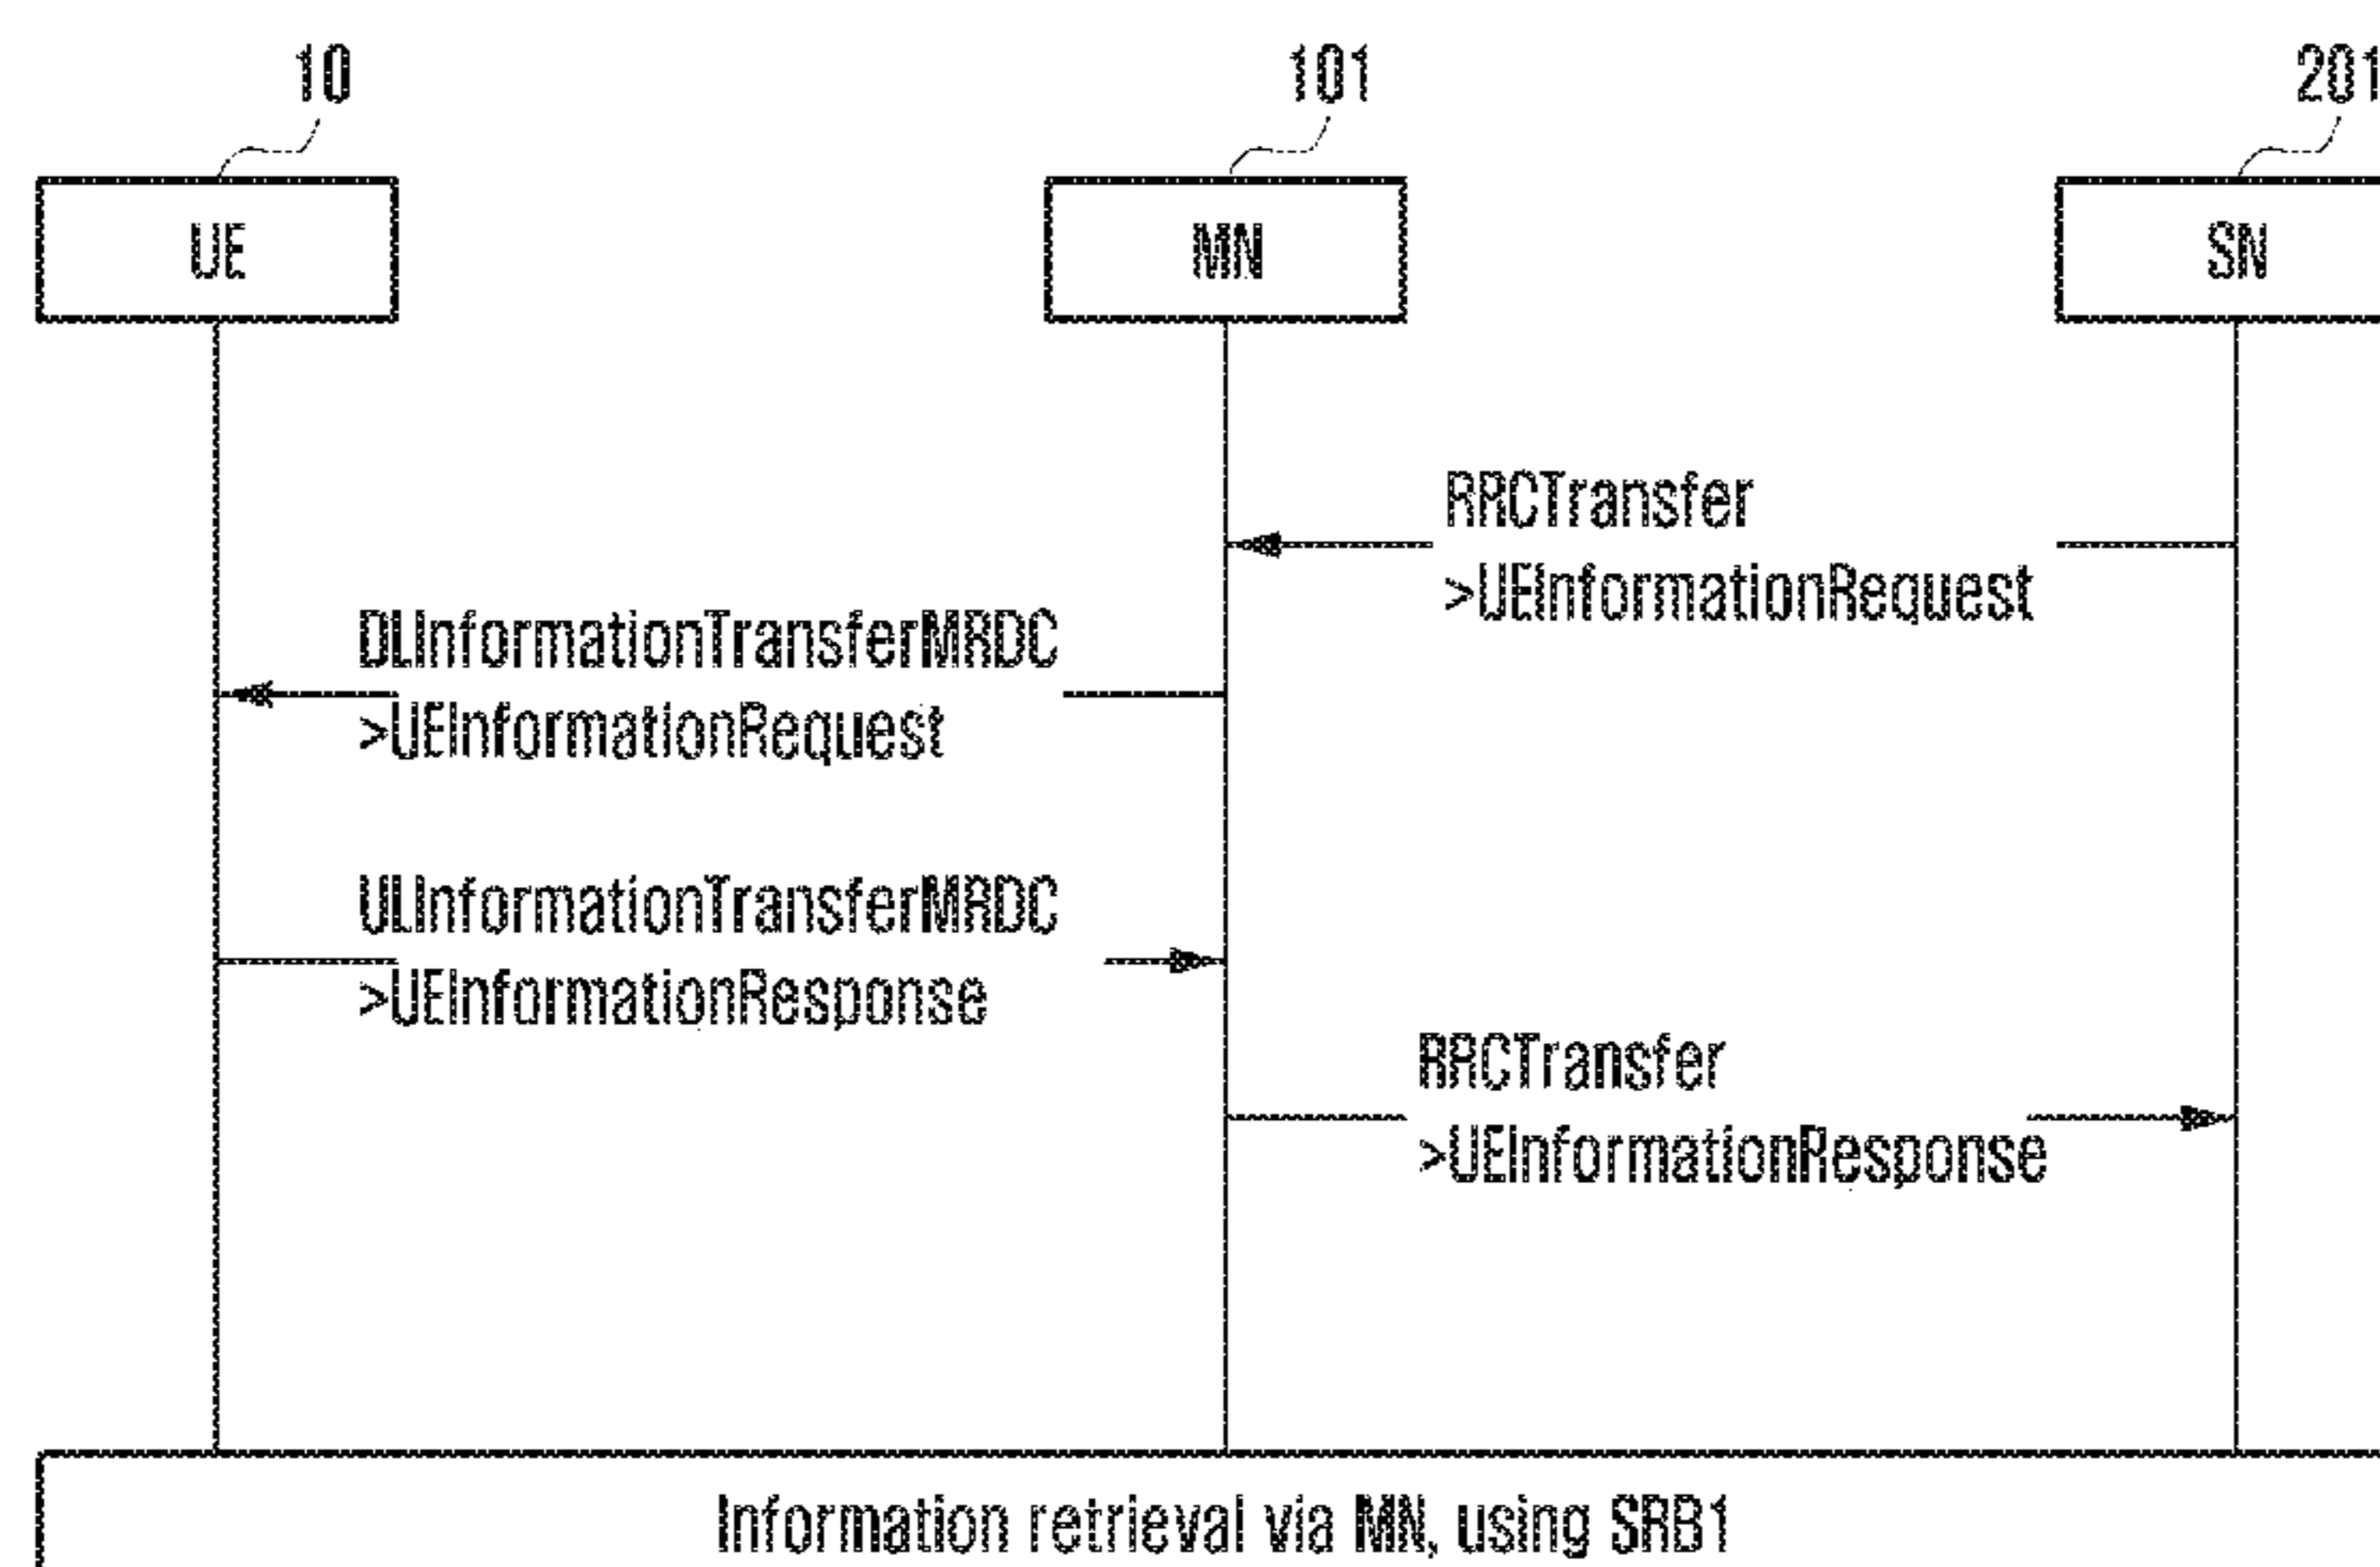 10
101
201
UE
MN
SN
RRCTransfer
>UEInformationRequest
DLInformationTransferMRDC
>UEInformationRequest
ULInformationTransferMRDC
>UEInformationResponse
RRCTransfer
>UEInformationResponse
Information retrieval via MN, using SRB1